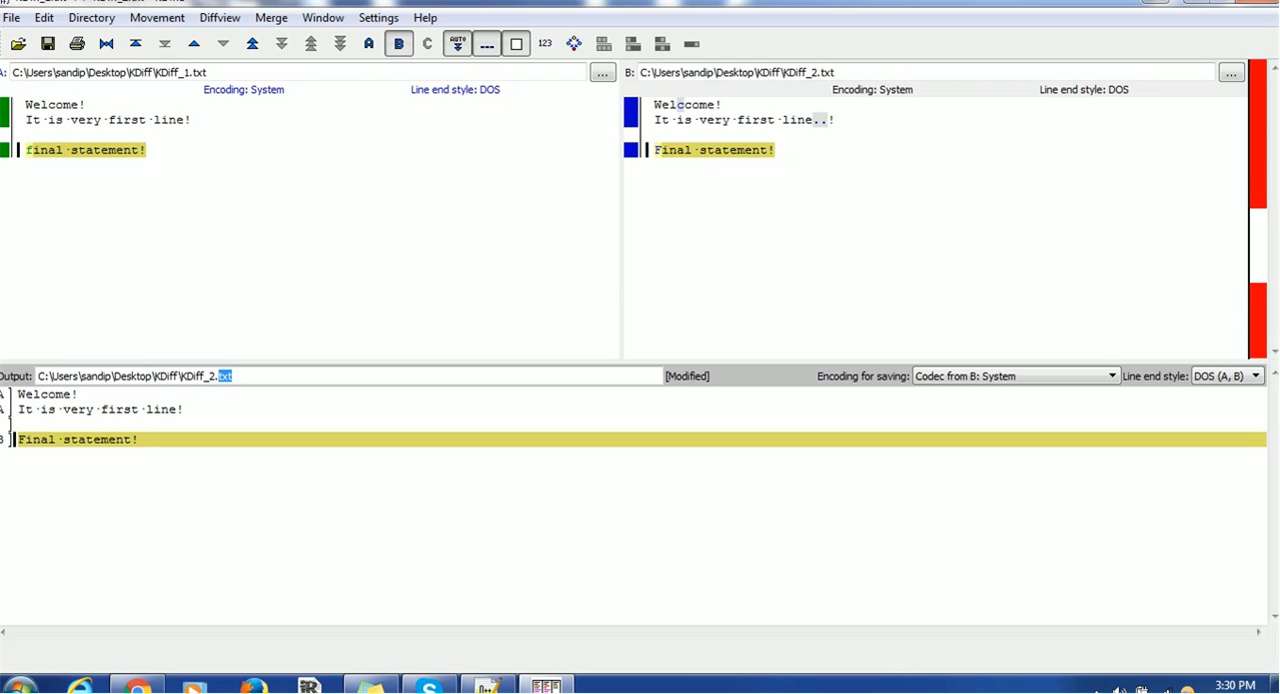 File Edit Directory Movement Diffview Merge Window Settings Help
A B C AUTO 123
A: C:\Users\sandip\Desktop\KDiff\KDiff_1.txt ...
B: C:\Users\sandip\Desktop\KDiff\KDiff_2.txt ...
Encoding: System Line end style: DOS
Encoding: System Line end style: DOS
Welcome!
It·is·very·first·line!
final·statement!
Welccome!
It·is·very·first·line..!
Final·statement!
Output: C:\Users\sandip\Desktop\KDiff\KDiff_2.txt [Modified] Encoding for saving: Codec from B: System Line end style: DOS (A, B)
A Welcome!
A It·is·very·first·line!
B Final·statement!
3:30 PM